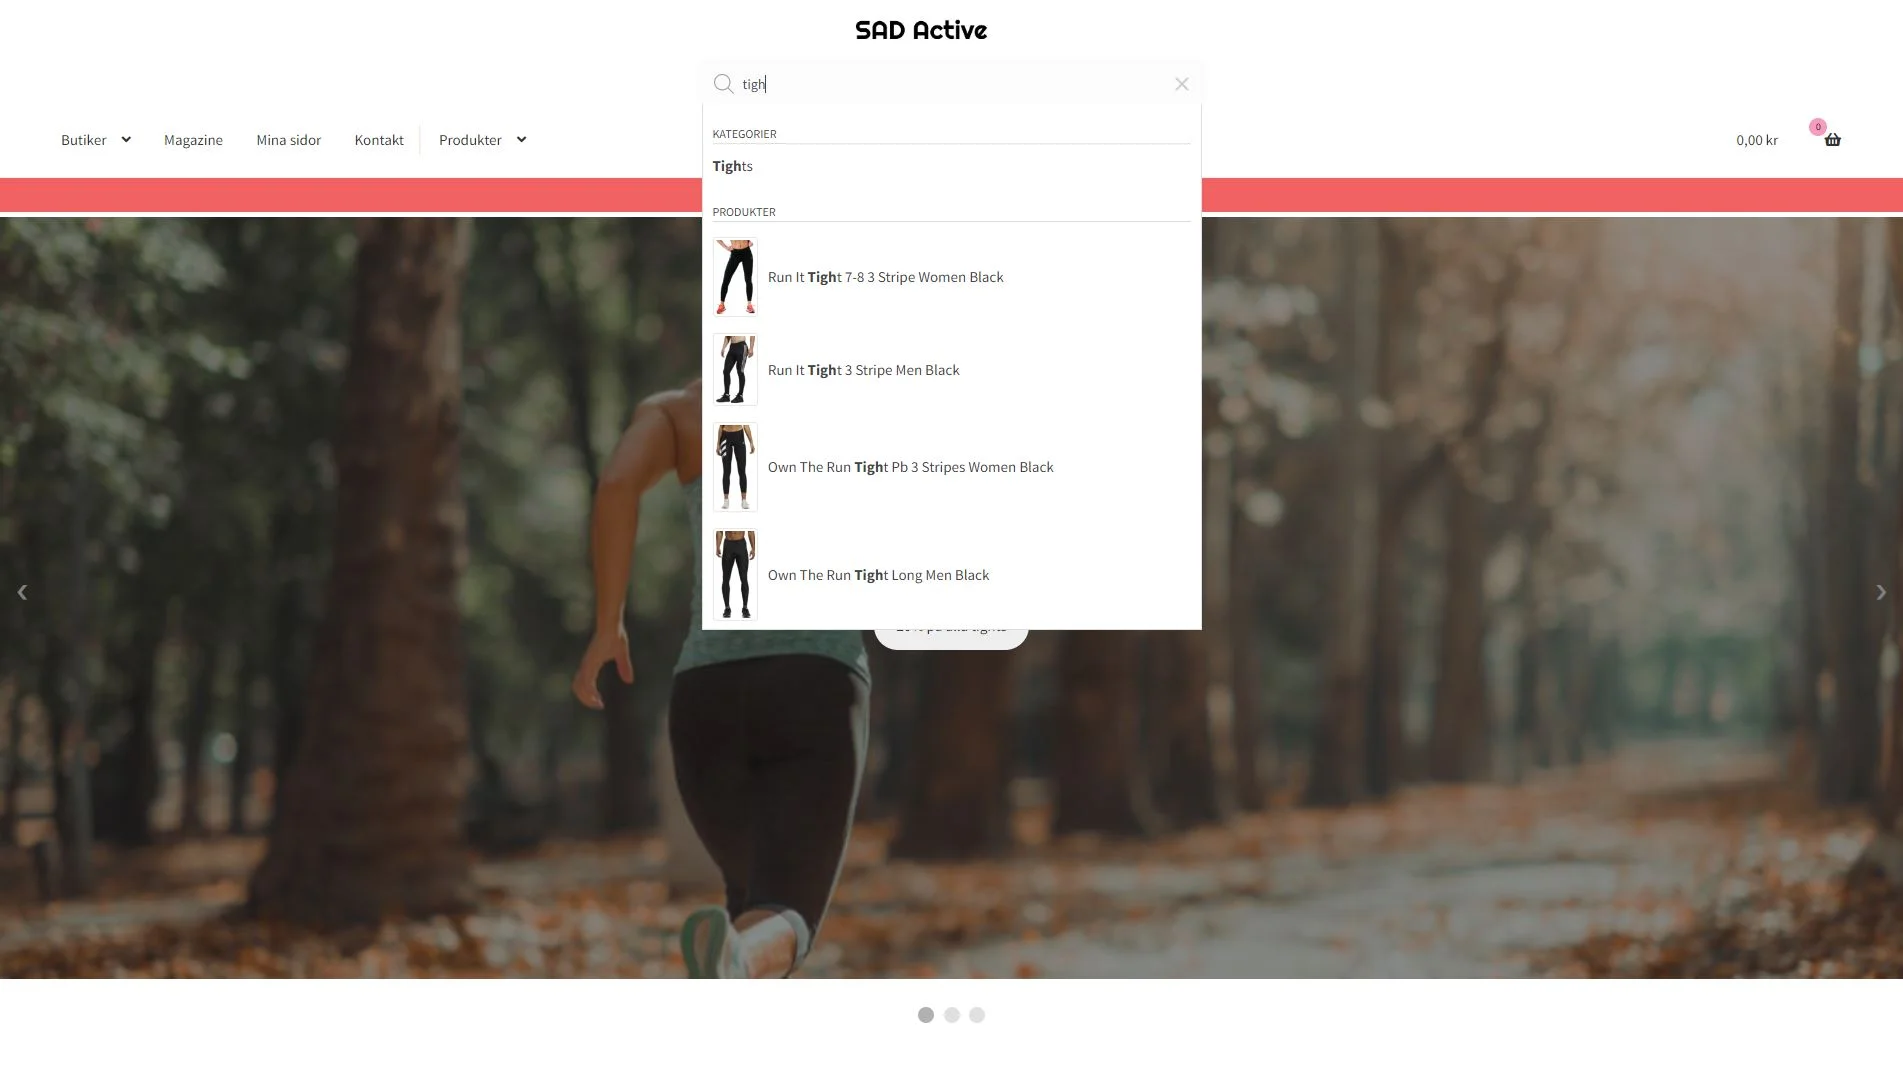 SAD Active
tigh
Butiker
Magazine
Mina sidor
Kontakt
Produkter
0,00 kr
0
KATEGORIER
Tights
PRODUKTER
Run It Tight 7-8 3 Stripe Women Black
Run It Tight 3 Stripe Men Black
Own The Run Tight Pb 3 Stripes Women Black
Own The Run Tight Long Men Black